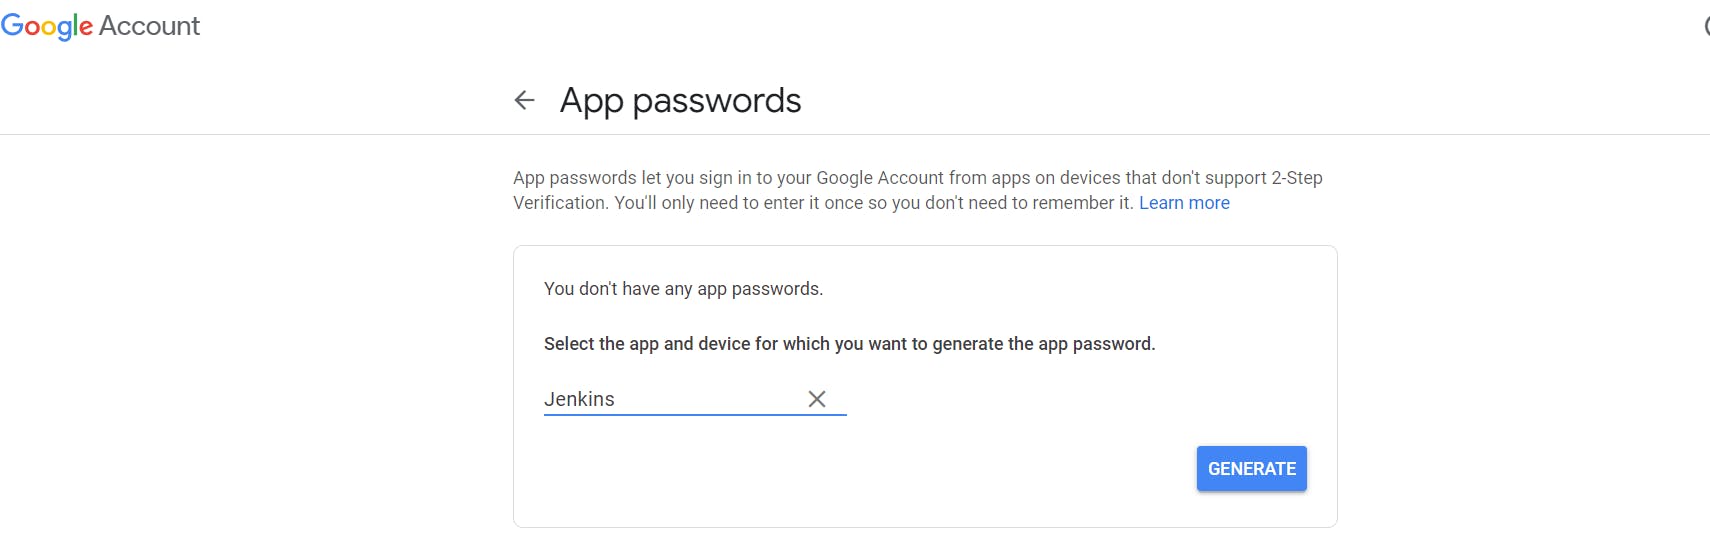 Google Account
App passwords
App passwords let you sign in to your Google Account from apps on devices that don't support 2-Step
Verification. You'll only need to enter it once so you don't need to remember it. Learn more
You don't have any app passwords.
Select the app and device for which you want to generate the app password.
Jenkins
GENERATE